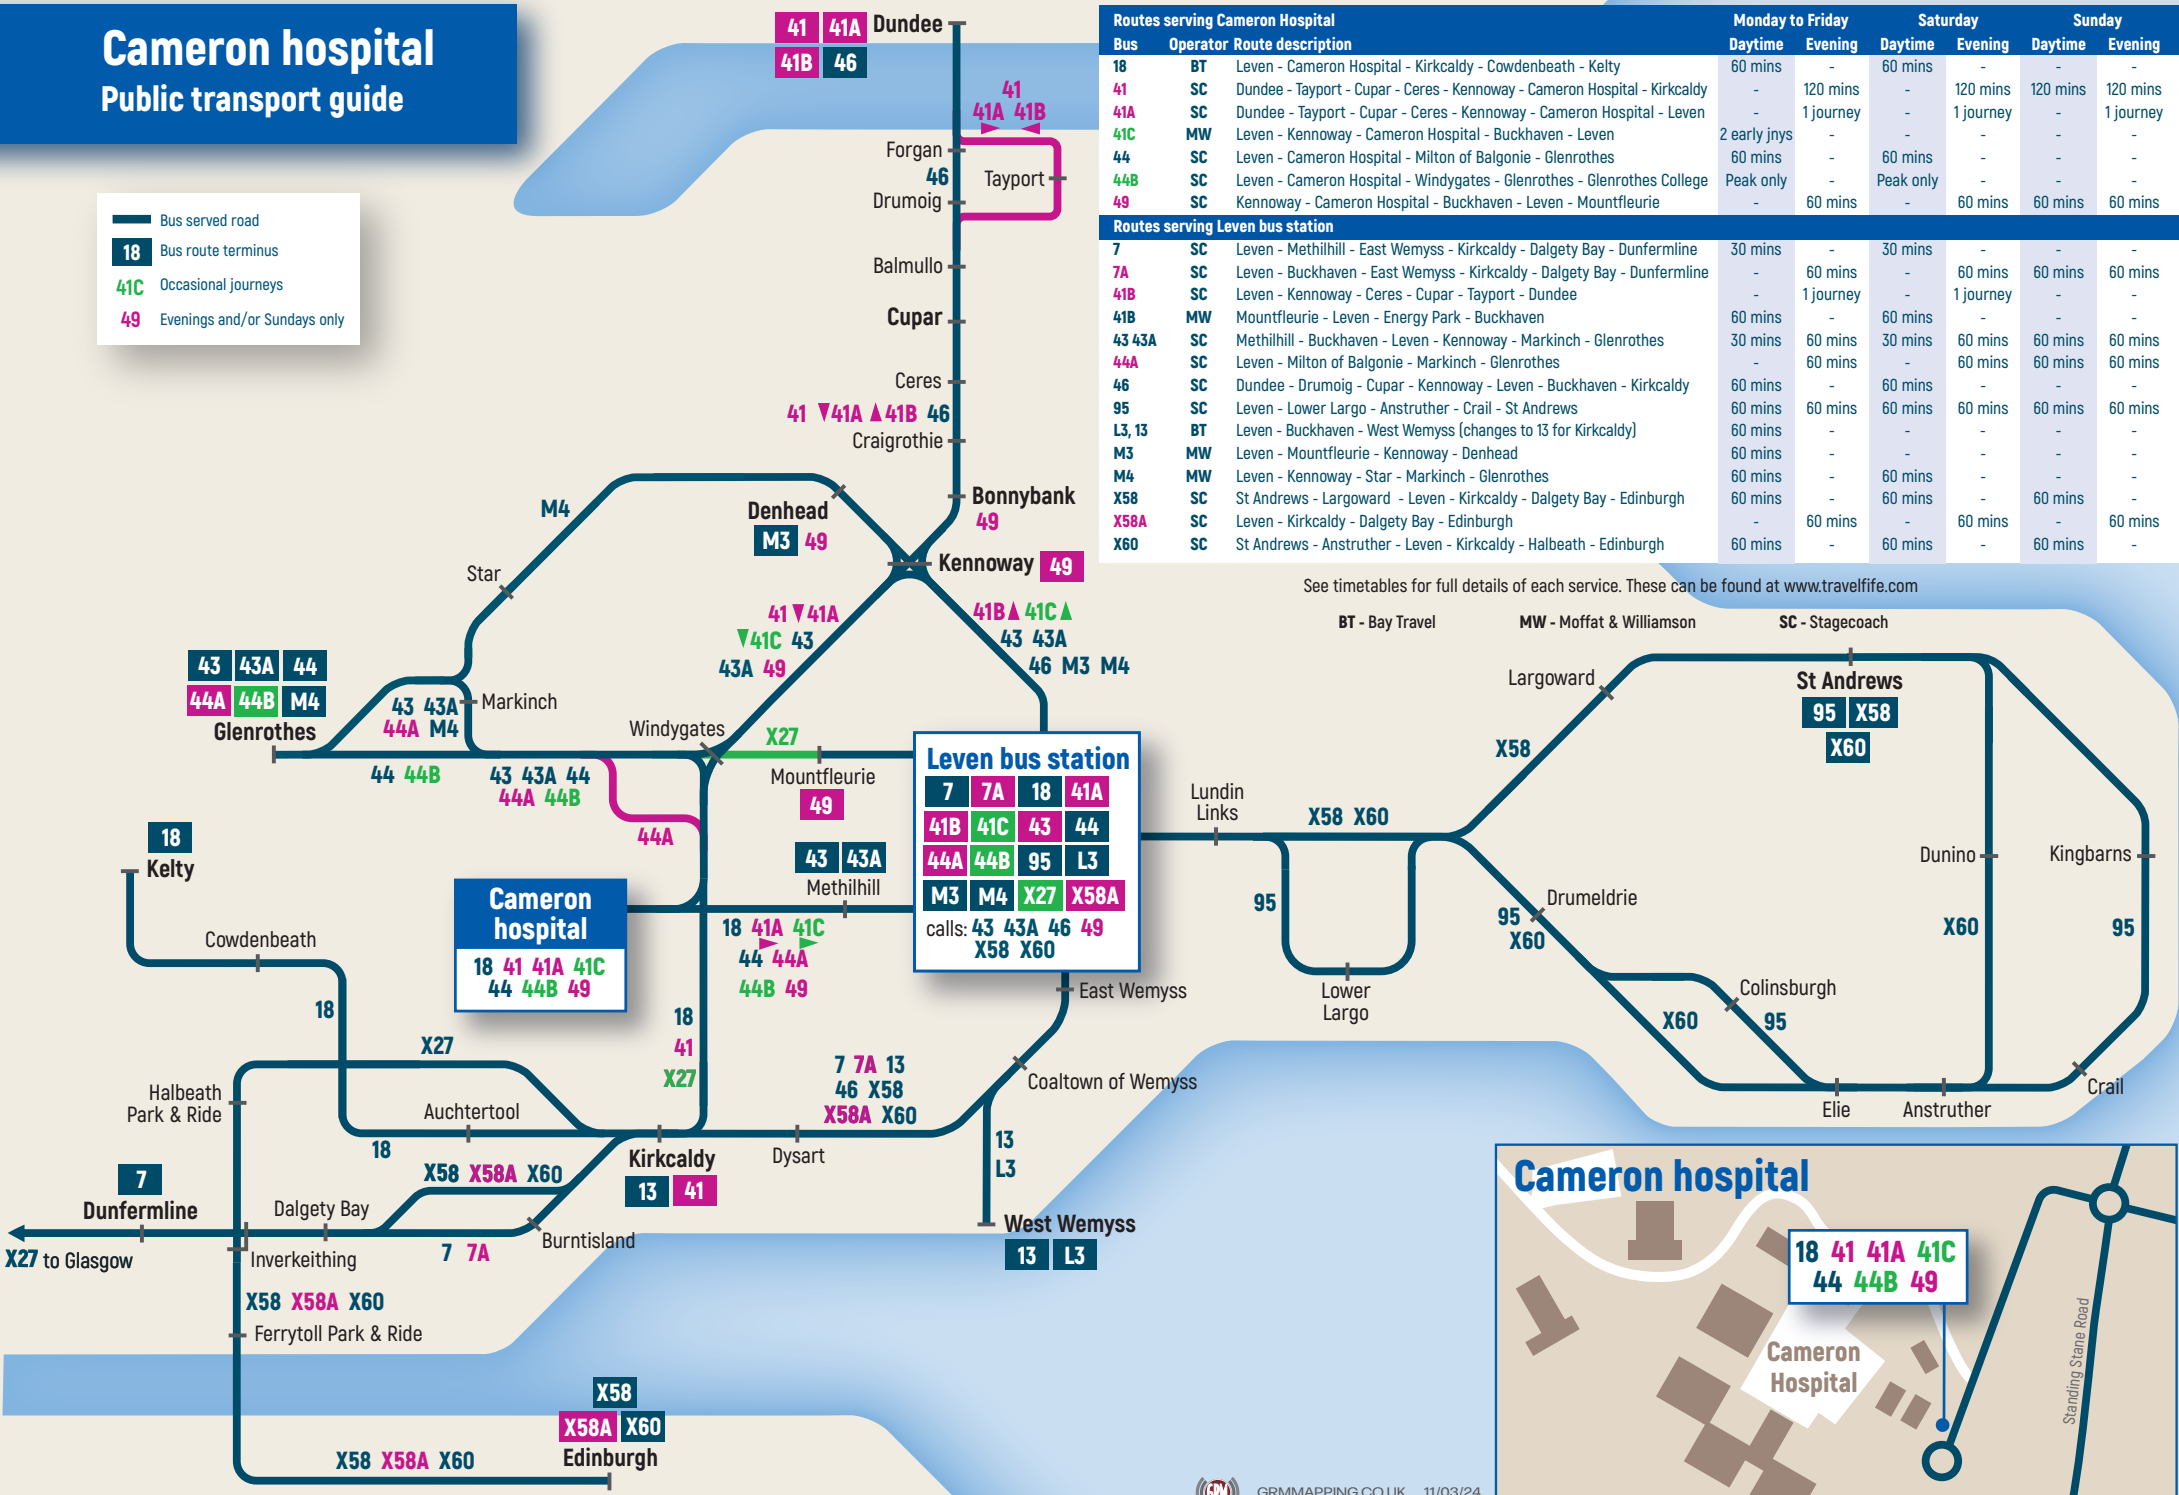 Cameron hospital
Public transport guide
Bus served road
18 Bus route terminus
41C Occasional journeys
49 Evenings and/or Sundays only
Routes serving Cameron Hospital Monday to Friday Saturday Sunday
Bus Operator Route description Daytime Evening Daytime Evening Daytime Evening
18 BT Leven - Cameron Hospital - Kirkcaldy - Cowdenbeath - Kelty 60 mins - 60 mins - - -
41 SC Dundee - Tayport - Cupar - Ceres - Kennoway - Cameron Hospital - Kirkcaldy - 120 mins - 120 mins 120 mins 120 mins
41A SC Dundee - Tayport - Cupar - Ceres - Kennoway - Cameron Hospital - Leven - 1 journey - 1 journey - 1 journey
41C MW Leven - Kennoway - Cameron Hospital - Buckhaven - Leven 2 early jnys - - - - -
44 SC Leven - Cameron Hospital - Milton of Balgonie - Glenrothes 60 mins - 60 mins - - -
44B SC Leven - Cameron Hospital - Windygates - Glenrothes - Glenrothes College Peak only - Peak only - - -
49 SC Kennoway - Cameron Hospital - Buckhaven - Leven - Mountfleurie - 60 mins - 60 mins 60 mins 60 mins
Routes serving Leven bus station
7 SC Leven - Methilhill - East Wemyss - Kirkcaldy - Dalgety Bay - Dunfermline 30 mins - 30 mins - - -
7A SC Leven - Buckhaven - East Wemyss - Kirkcaldy - Dalgety Bay - Dunfermline - 60 mins - 60 mins 60 mins 60 mins
41B SC Leven - Kennoway - Ceres - Cupar - Tayport - Dundee - 1 journey - 1 journey - -
41B MW Mountfleurie - Leven - Energy Park - Buckhaven 60 mins - 60 mins - - -
43 43A SC Methilhill - Buckhaven - Leven - Kennoway - Markinch - Glenrothes 30 mins 60 mins 30 mins 60 mins 60 mins 60 mins
44A SC Leven - Milton of Balgonie - Markinch - Glenrothes - 60 mins - 60 mins 60 mins 60 mins
46 SC Dundee - Drumoig - Cupar - Kennoway - Leven - Buckhaven - Kirkcaldy 60 mins - 60 mins - - -
95 SC Leven - Lower Largo - Anstruther - Crail - St Andrews 60 mins 60 mins 60 mins 60 mins 60 mins 60 mins
L3, 13 BT Leven - Buckhaven - West Wemyss (changes to 13 for Kirkcaldy) 60 mins - - - - -
M3 MW Leven - Mountfleurie - Kennoway - Denhead 60 mins - - - - -
M4 MW Leven - Kennoway - Star - Markinch - Glenrothes 60 mins - 60 mins - - -
X58 SC St Andrews - Largoward - Leven - Kirkcaldy - Dalgety Bay - Edinburgh 60 mins - 60 mins - 60 mins -
X58A SC Leven - Kirkcaldy - Dalgety Bay - Edinburgh - 60 mins - 60 mins - 60 mins
X60 SC St Andrews - Anstruther - Leven - Kirkcaldy - Halbeath - Edinburgh 60 mins - 60 mins - 60 mins -
See timetables for full details of each service. These can be found at www.travelfife.com
BT - Bay Travel MW - Moffat & Williamson SC - Stagecoach
41 41A Dundee
41B 46
41
41A 41B
Forgan
46
Tayport
Drumoig
Balmullo
Cupar
Ceres
41 41A 41B 46
Craigrothie
Bonnybank
49
M4
Denhead
M3 49
Kennoway 49
Star
41 41A
41C 43
43A 49
41B 41C
43 43A
46 M3 M4
43 43A 44
44A 44B M4
Glenrothes
43 43A
44A M4
Markinch
44 44B
43 43A 44
44A 44B
Windygates
X27
Mountfleurie
49
44A
43 43A
Methilhill
Leven bus station
7 7A 18 41A
41B 41C 43 44
44A 44B 95 L3
M3 M4 X27 X58A
calls: 43 43A 46 49
X58 X60
Cameron
hospital
18 41 41A 41C
44 44B 49
18 41A 41C
44 44A
44B 49
18
Kelty
Cowdenbeath
18
18
41
X27
X27
Halbeath
Park & Ride
Auchtertool
18
7 7A 13
46 X58
X58A X60
Dysart
Kirkcaldy
13 41
X58 X58A X60
7
Dunfermline
Dalgety Bay
Burntisland
7 7A
Inverkeithing
X27 to Glasgow
X58 X58A X60
Ferrytoll Park & Ride
X58
X58A X60
Edinburgh
X58 X58A X60
East Wemyss
Coaltown of Wemyss
13
L3
West Wemyss
13 L3
Lundin
Links
X58 X60
95
Lower
Largo
Largoward
X58
St Andrews
95 X58
X60
Drumeldrie
95
X60
Dunino
X60
Kingbarns
95
Colinsburgh
X60
95
Elie
Anstruther
Crail
Cameron hospital
18 41 41A 41C
44 44B 49
Cameron
Hospital
Standing Stane Road
GRM
GRMMAPPING.CO.UK 11/03/24